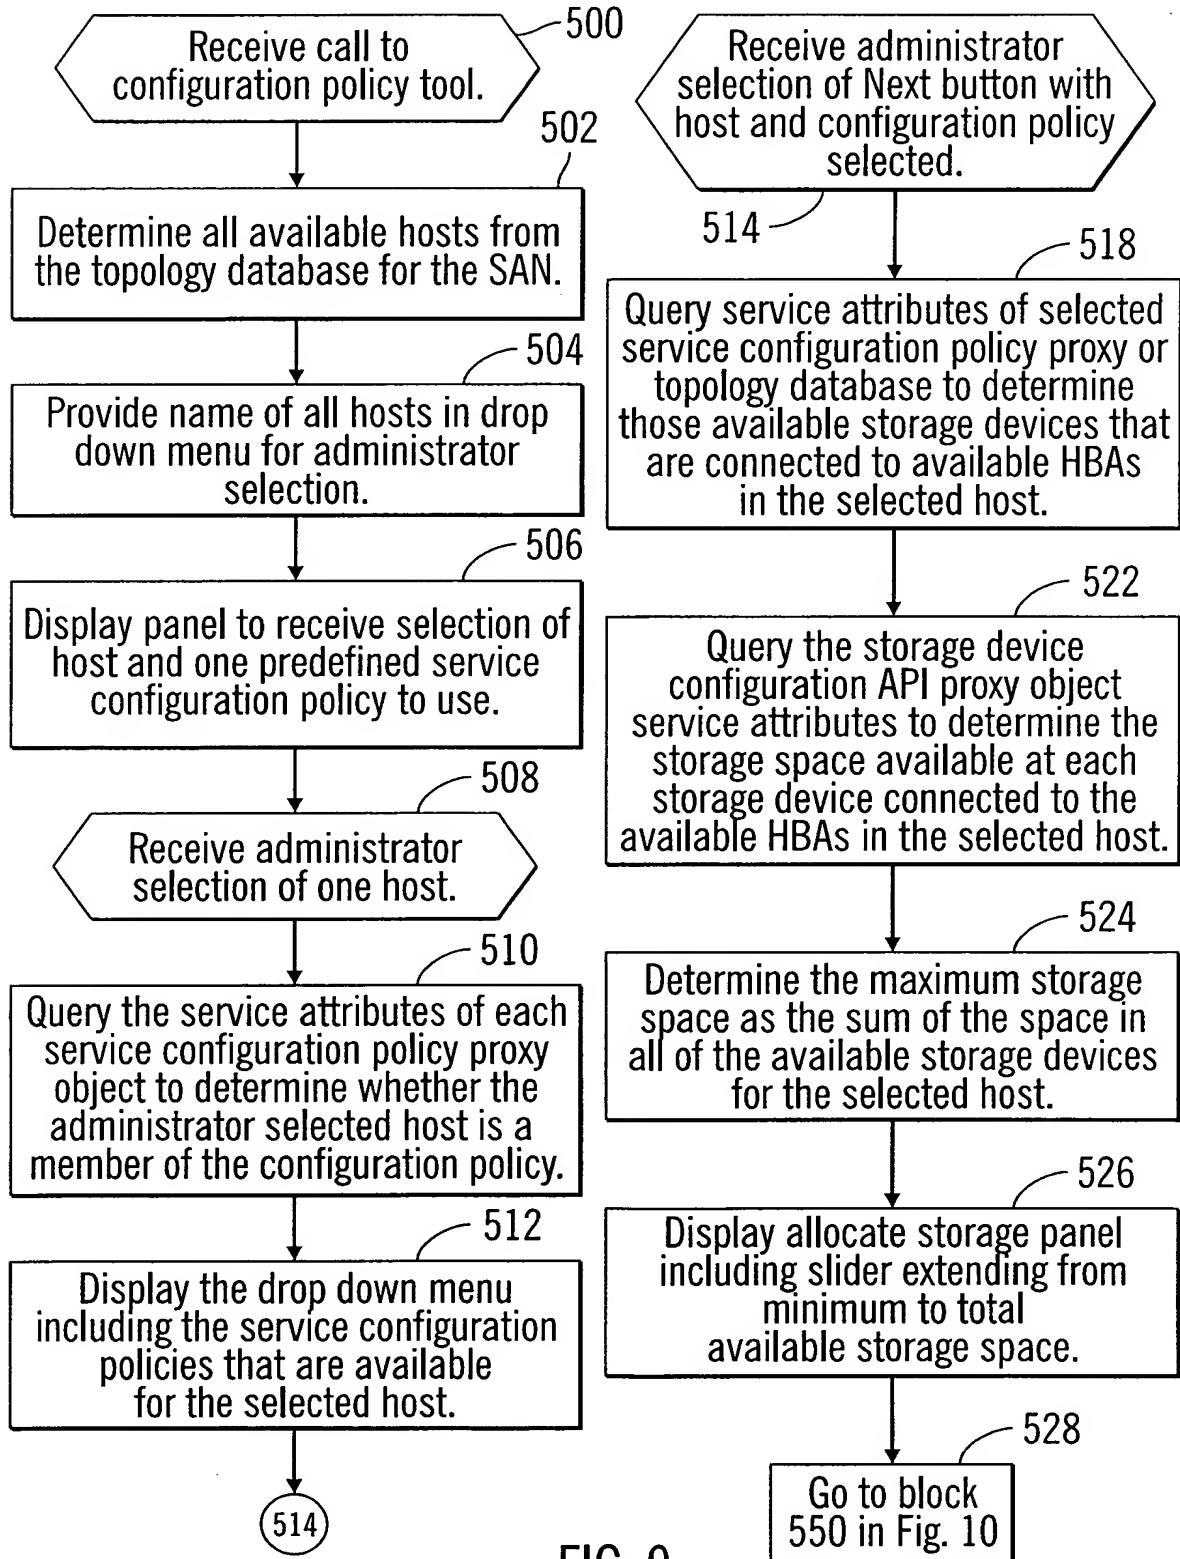 Receive call to
configuration policy tool.
500
502
Determine all available hosts from
the topology database for the SAN.
504
Provide name of all hosts in drop
down menu for administrator
selection.
506
Display panel to receive selection of
host and one predefined service
configuration policy to use.
508
Receive administrator
selection of one host.
510
Query the service attributes of each
service configuration policy proxy
object to determine whether the
administrator selected host is a
member of the configuration policy.
512
Display the drop down menu
including the service configuration
policies that are available
for the selected host.
514
Receive administrator
selection of Next button with
host and configuration policy
selected.
514
518
Query service attributes of selected
service configuration policy proxy or
topology database to determine
those available storage devices that
are connected to available HBAs
in the selected host.
522
Query the storage device
configuration API proxy object
service attributes to determine the
storage space available at each
storage device connected to the
available HBAs in the selected host.
524
Determine the maximum storage
space as the sum of the space in
all of the available storage devices
for the selected host.
526
Display allocate storage panel
including slider extending from
minimum to total
available storage space.
528
Go to block
550 in Fig. 10
FIG.